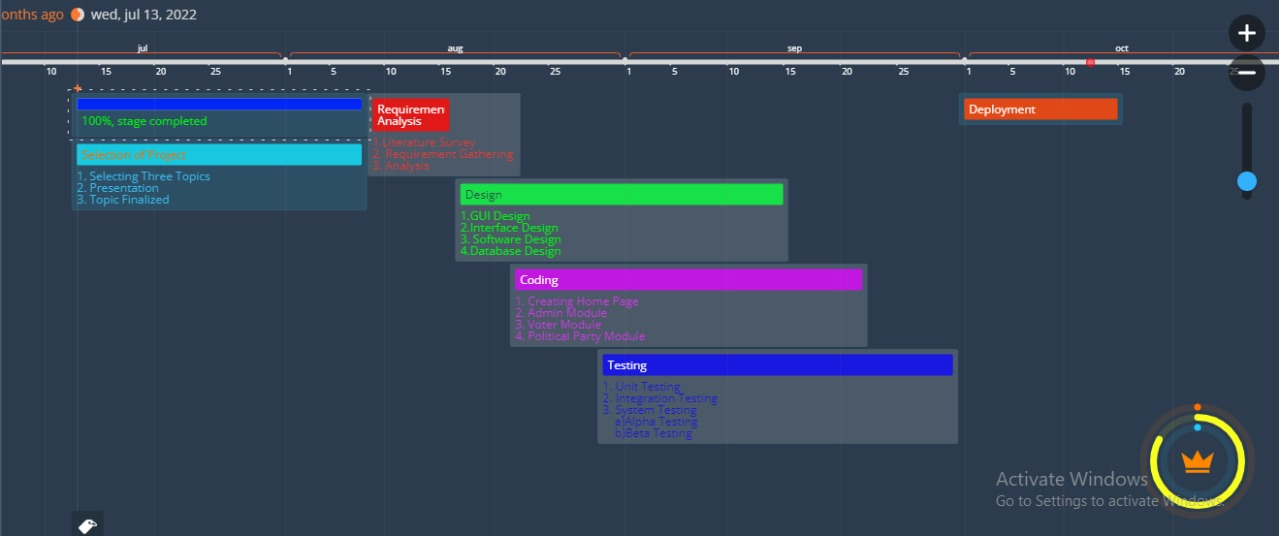 onths ago wed, jul 13, 2022
jul aug sep oct
10 15 20 25 1 5 10 15 20 25 1 5 10 15 20 25 1 5 10 15 20 25
100%, stage completed
Selection of Project
1. Selecting Three Topics
2. Presentation
3. Topic Finalized
Requiremen
Analysis
1.Literature Survey
2. Requirement Gathering
3. Analysis
Deployment
Design
1.GUI Design
2.Interface Design
3. Software Design
4.Database Design
Coding
1. Creating Home Page
2. Admin Module
3. Voter Module
4. Political Party Module
Testing
1. Unit Testing
2. Integration Testing
3. System Testing
a)Alpha Testing
b)Beta Testing
Activate Windows
Go to Settings to activate Windows.